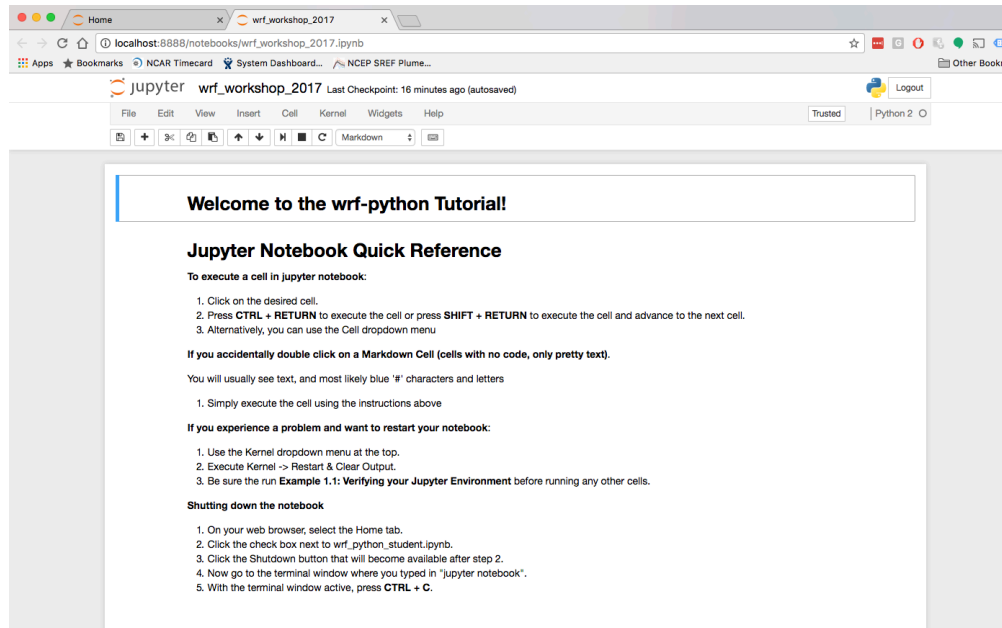 Home
wrf_workshop_2017
localhost:8888/notebooks/wrf_workshop_2017.ipynb
Apps Bookmarks NCAR Timecard System Dashboard... NCEP SREF Plume... Other Book
jupyter wrf_workshop_2017 Last Checkpoint: 16 minutes ago (autosaved) Logout
File Edit View Insert Cell Kernel Widgets Help Trusted Python 2
Markdown
Welcome to the wrf-python Tutorial!
Jupyter Notebook Quick Reference
To execute a cell in jupyter notebook:
1. Click on the desired cell.
2. Press CTRL + RETURN to execute the cell or press SHIFT + RETURN to execute the cell and advance to the next cell.
3. Alternatively, you can use the Cell dropdown menu
If you accidentally double click on a Markdown Cell (cells with no code, only pretty text).
You will usually see text, and most likely blue '#' characters and letters
1. Simply execute the cell using the instructions above
If you experience a problem and want to restart your notebook:
1. Use the Kernel dropdown menu at the top.
2. Execute Kernel -> Restart & Clear Output.
3. Be sure the run Example 1.1: Verifying your Jupyter Environment before running any other cells.
Shutting down the notebook
1. On your web browser, select the Home tab.
2. Click the check box next to wrf_python_student.ipynb.
3. Click the Shutdown button that will become available after step 2.
4. Now go to the terminal window where you typed in "jupyter notebook".
5. With the terminal window active, press CTRL + C.